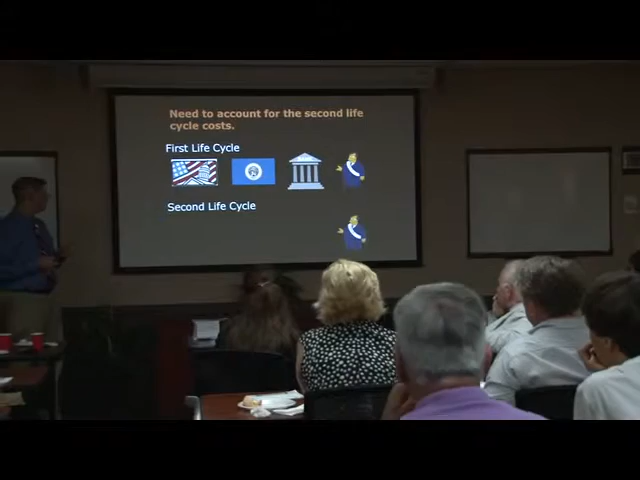 Need to account for the second life
cycle costs.
First Life Cycle
Second Life Cycle